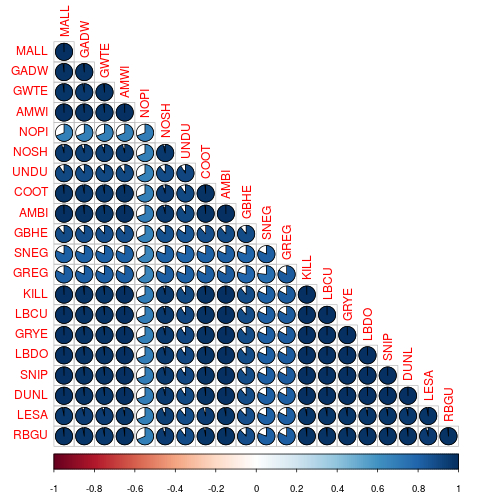 MALL
GADW
GWTE
AMWI
NOPI
NOSH
UNDU
COOT
AMBI
GBHE
SNEG
GREG
KILL
LBCU
GRYE
LBDO
SNIP
DUNL
LESA
RBGU
MALL
GADW
GWTE
AMWI
NOPI
NOSH
UNDU
COOT
AMBI
GBHE
SNEG
GREG
KILL
LBCU
GRYE
LBDO
SNIP
DUNL
LESA
RBGU
-1 -0.8 -0.6 -0.4 -0.2 0 0.2 0.4 0.6 0.8 1